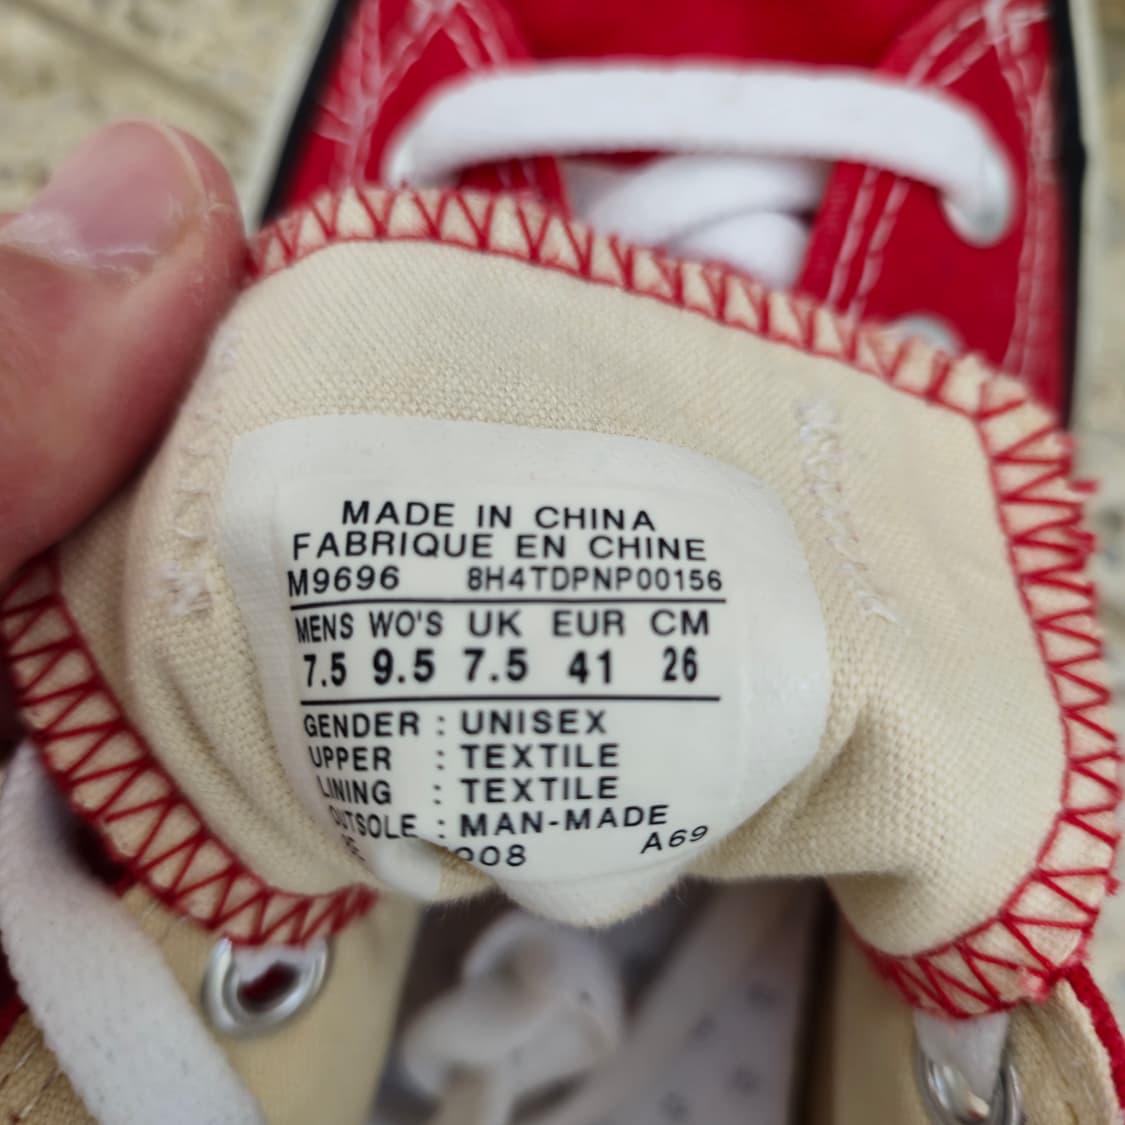 MADE IN CHINA
FABRIQUE EN CHINE
M9696 8H4TDPNP00156
MENS WO'S UK EUR CM
7.5 9.5 7.5 41 26
GENDER : UNISEX
UPPER : TEXTILE
LINING : TEXTILE
OUTSOLE : MAN-MADE
A69